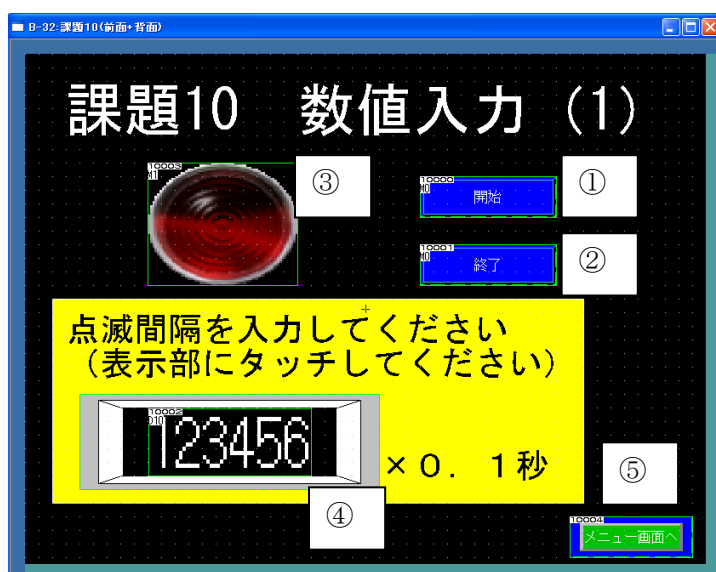 B-32:課題10(前面+背面)
課題10　数値入力（1）
10003
M1
③
10000
M0
開始
①
10001
M0
終了
②
点滅間隔を入力してください
（表示部にタッチしてください）
10002
D10
123456
×０．１秒
④
⑤
10004
メニュー画面へ